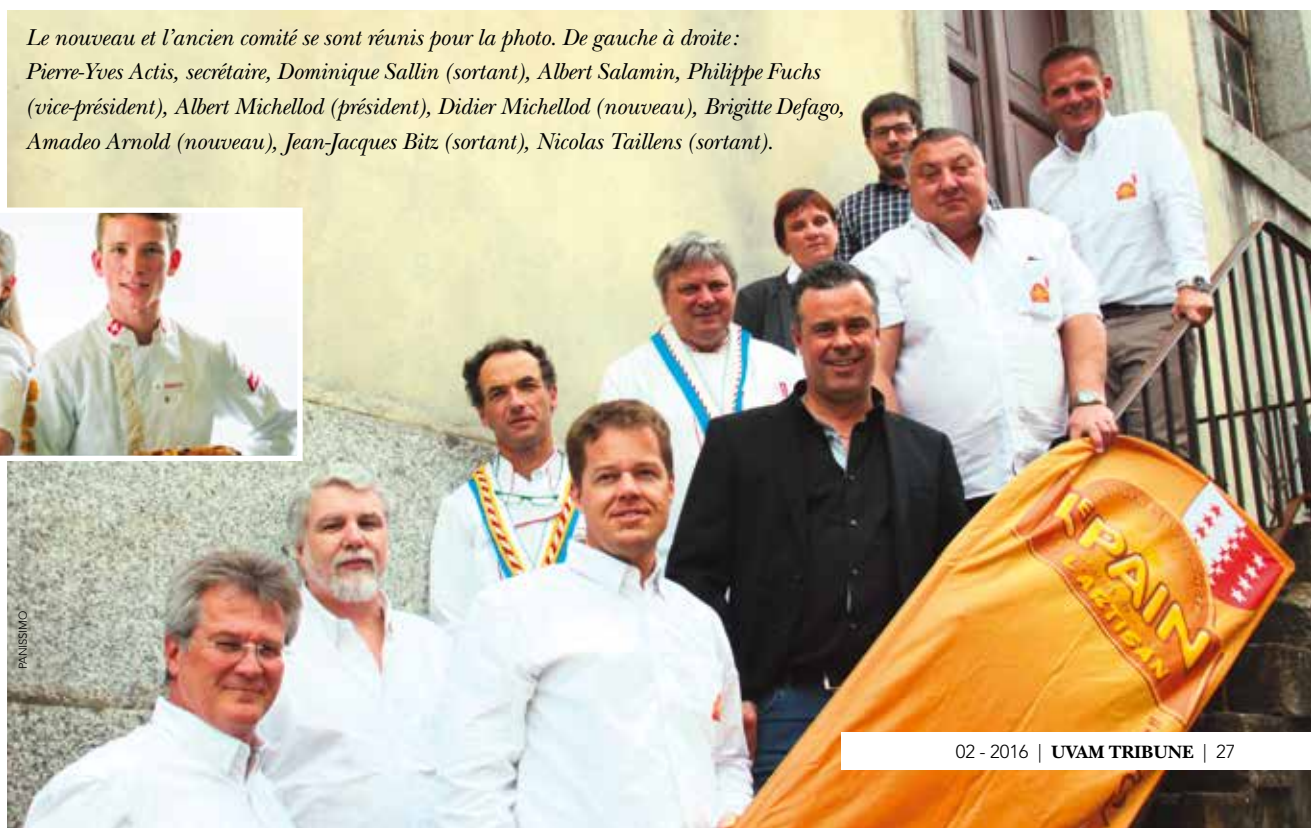 Le nouveau et l'ancien comité se sont réunis pour la photo. De gauche à droite :
Pierre-Yves Actis, secrétaire, Dominique Sallin (sortant), Albert Salamin, Philippe Fuchs
(vice-président), Albert Michellod (président), Didier Michellod (nouveau), Brigitte Defago,
Amadeo Arnold (nouveau), Jean-Jacques Bitz (sortant), Nicolas Taillens (sortant).
LE PAIN
L'ARTISAN
PANISSIMO
02 - 2016 | UVAM TRIBUNE | 27